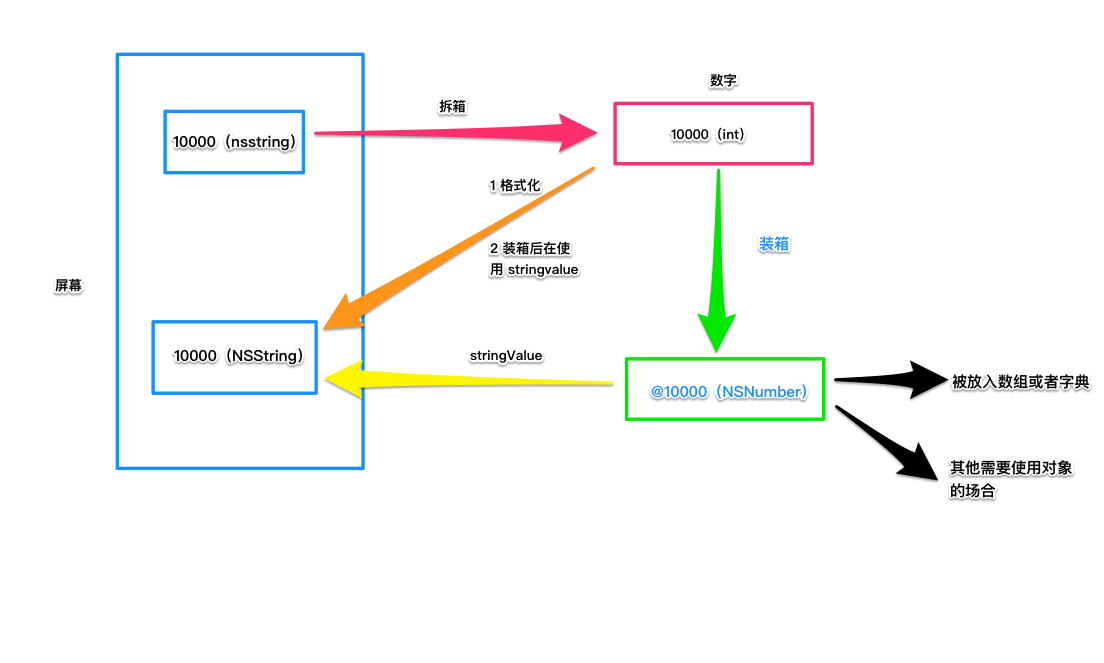 数字
拆箱
10000（nsstring）
10000（int）
1 格式化
装箱
2 装箱后在使
用 stringvalue
屏幕
10000（NSString）
stringValue
@10000（NSNumber）
被放入数组或者字典
其他需要使用对象
的场合